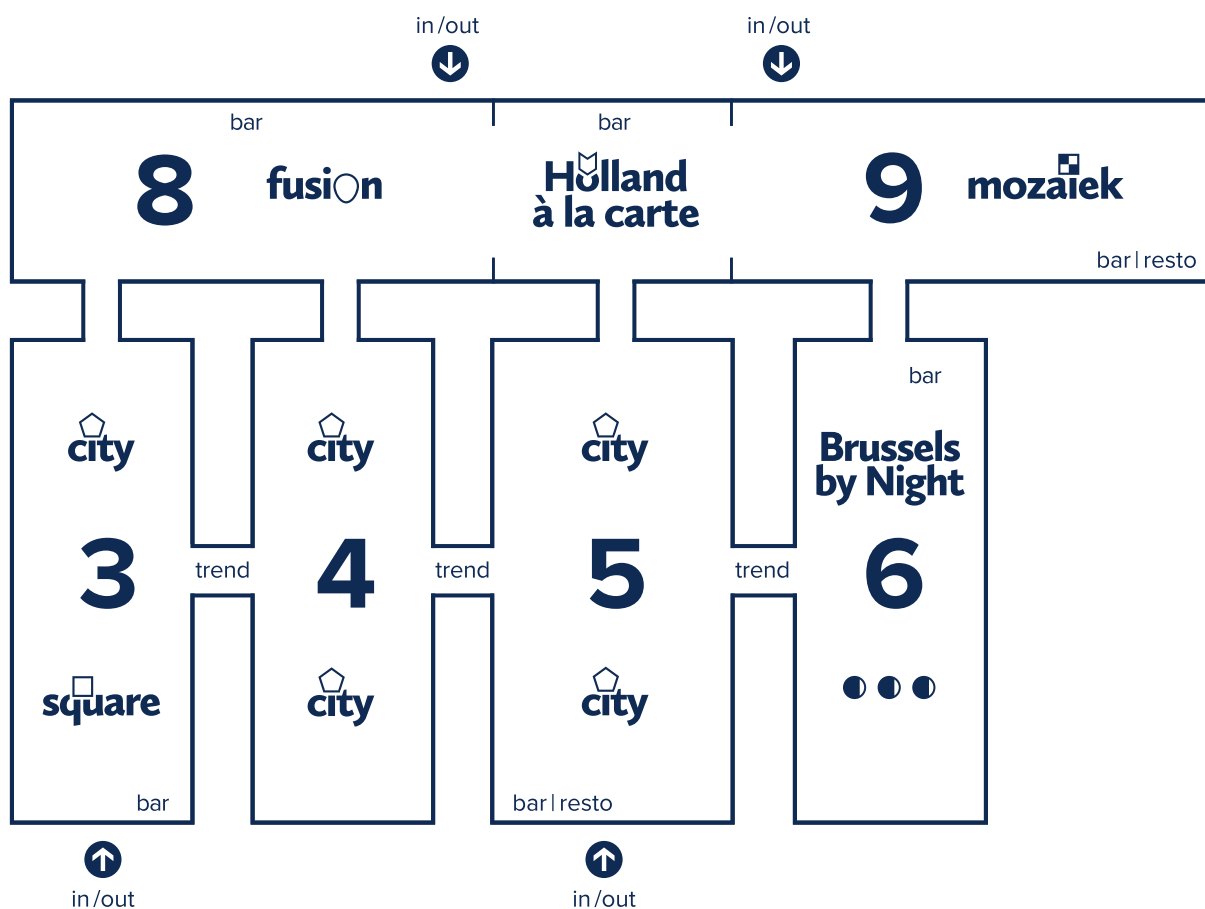 in/out
in/out
bar
bar
8
fusion
Holland
à la carte
9
mozaïek
bar|resto
bar
city
city
city
Brussels
by Night
3
trend
4
trend
5
trend
6
square
city
city
bar
bar|resto
in/out
in/out